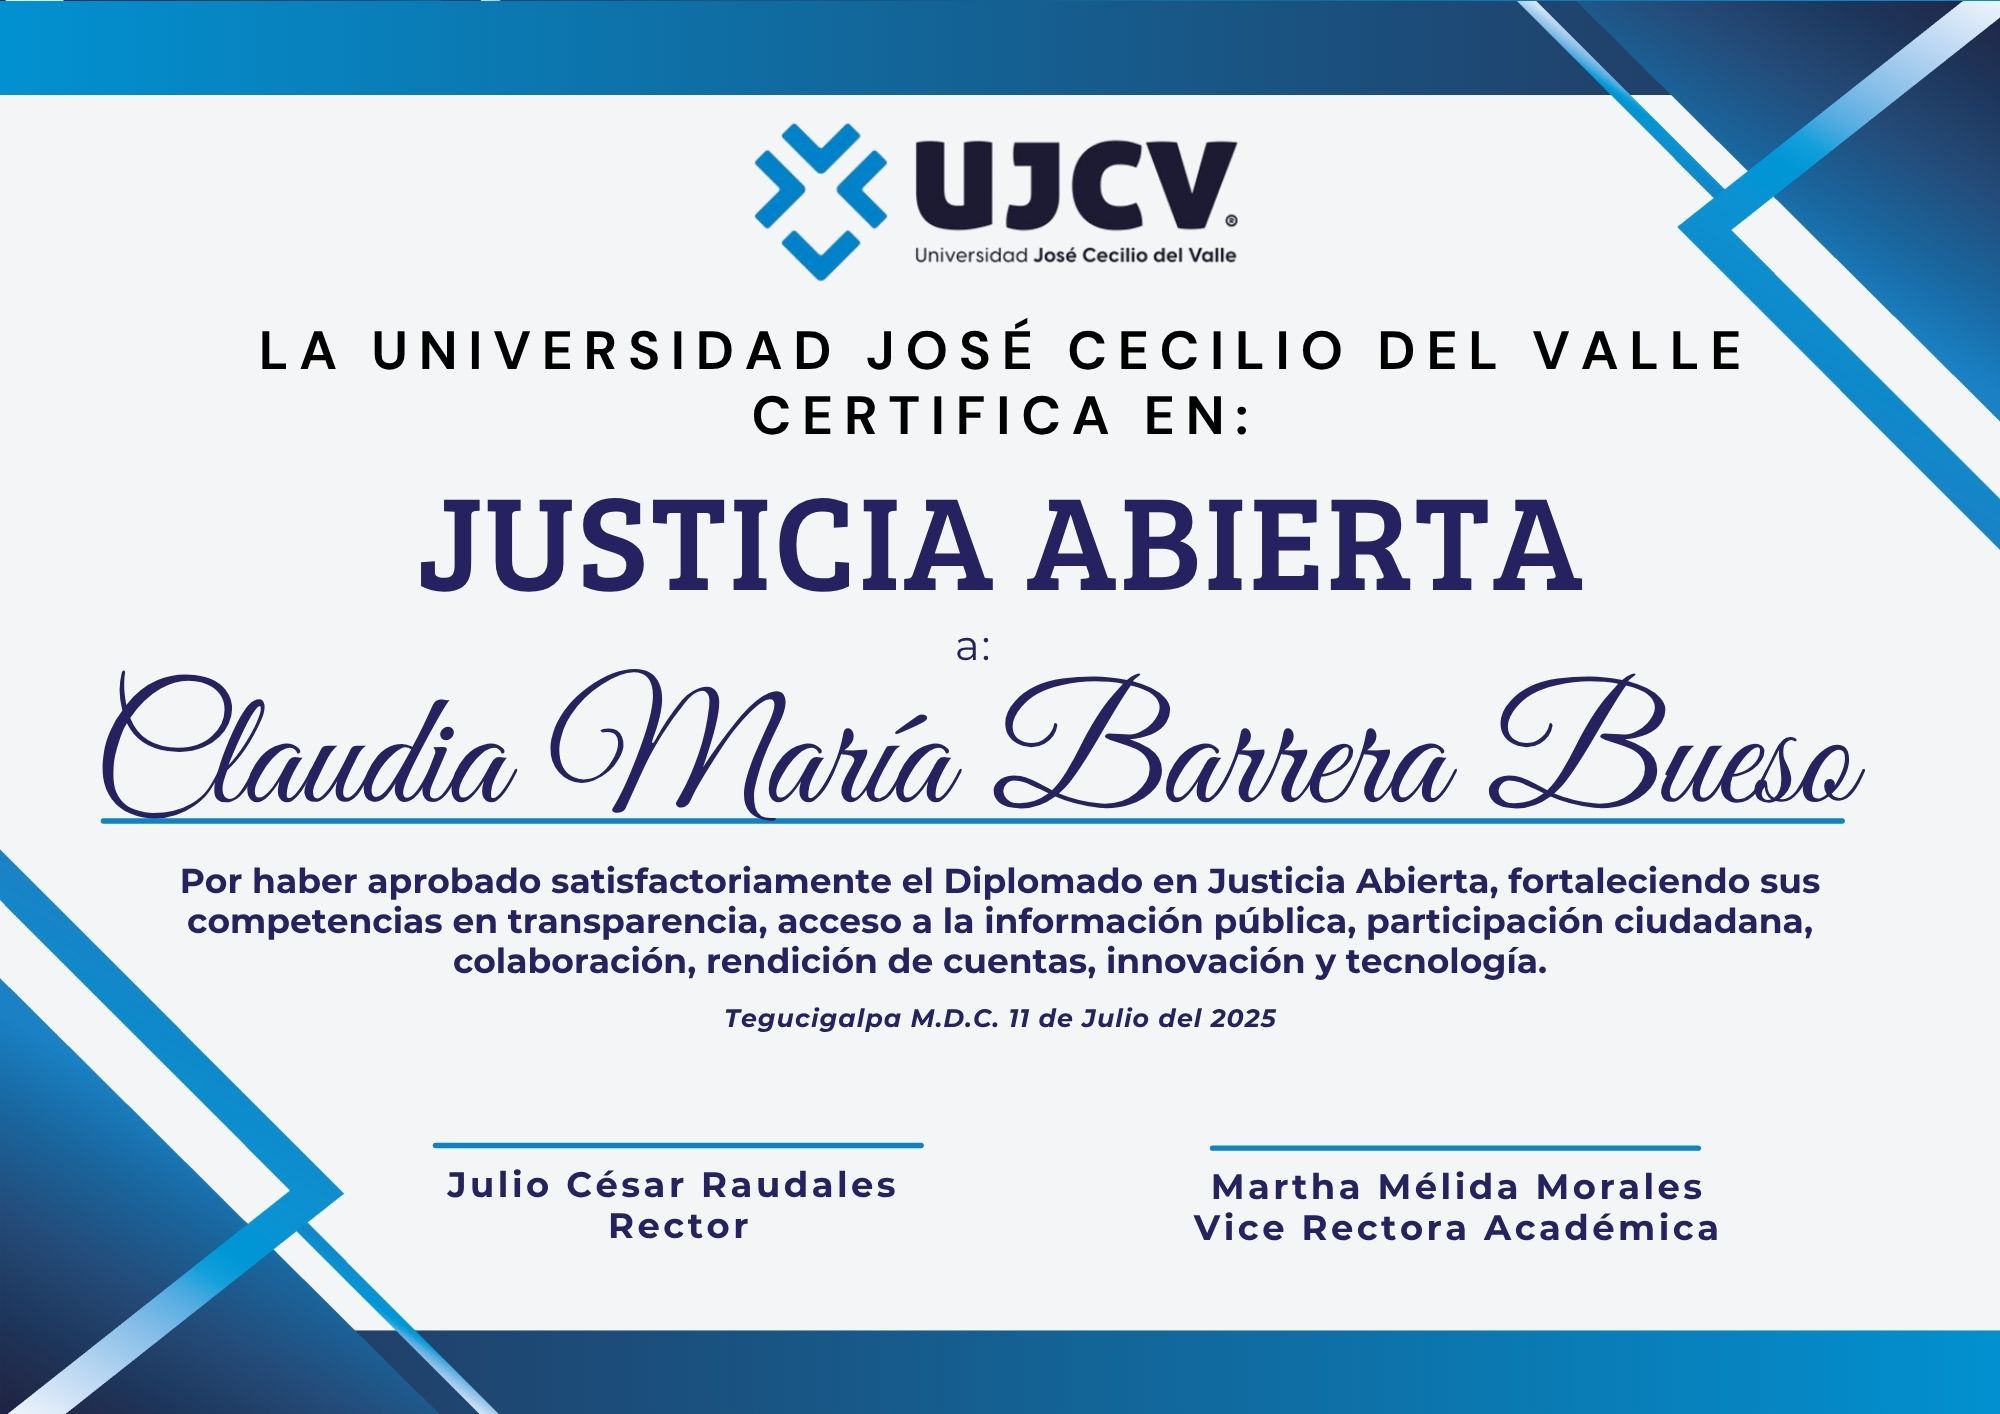 UJCV®
Universidad José Cecilio del Valle
LA UNIVERSIDAD JOSÉ CECILIO DEL VALLE
CERTIFICA EN:
JUSTICIA ABIERTA
a:
Claudia María Barrera Bueso
Por haber aprobado satisfactoriamente el Diplomado en Justicia Abierta, fortaleciendo sus
competencias en transparencia, acceso a la información pública, participación ciudadana,
colaboración, rendición de cuentas, innovación y tecnología.
Tegucigalpa M.D.C. 11 de Julio del 2025
Julio César Raudales
Rector
Martha Mélida Morales
Vice Rectora Académica